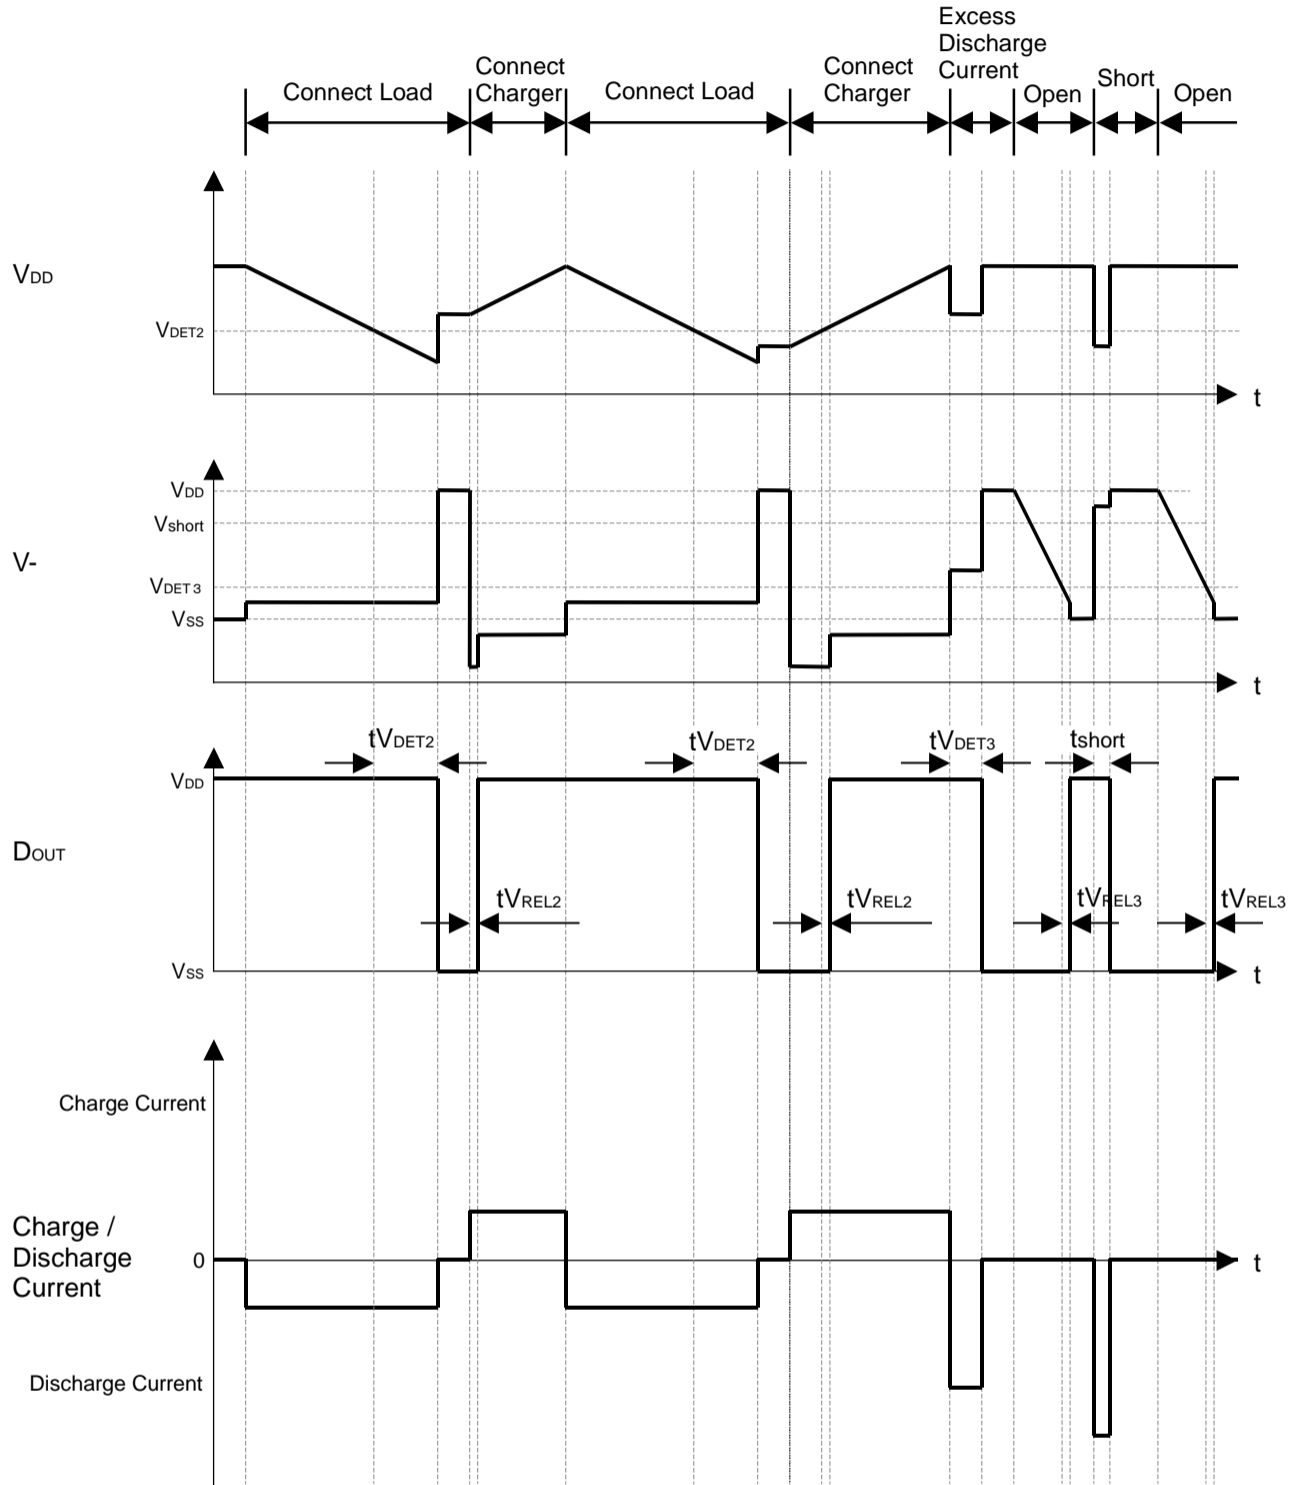 Excess
Discharge
Current
Connect
Charger
Connect
Charger
Connect Load
Connect Load
Open
Short
Open
VDD
VDET2
t
VDD
Vshort
V-
VDET3
VSS
t
tVDET2
tVDET2
tVDET3
tshort
VDD
DOUT
tVREL2
tVREL2
tVREL3
tVREL3
VSS
t
Charge Current
Charge /
Discharge
Current
0
t
Discharge Current